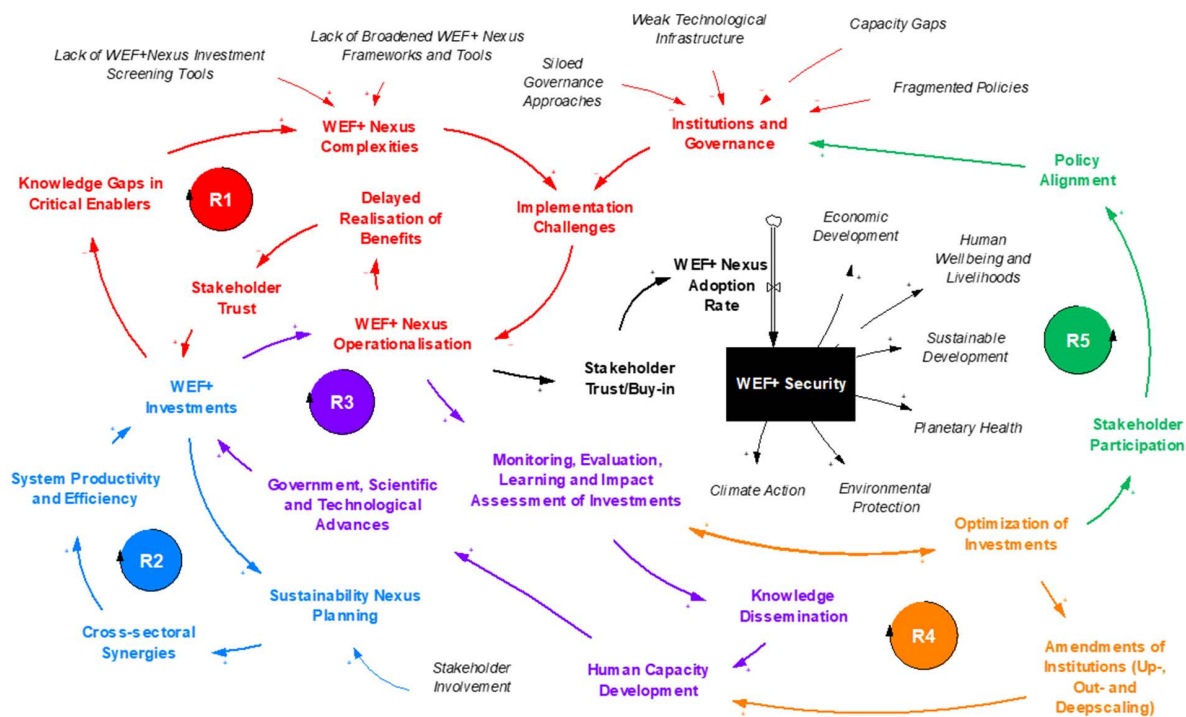 Lack of WEF+Nexus Investment
Screening Tools
Lack of Broadened WEF+ Nexus
Frameworks and Tools
Weak Technological
Infrastructure
Capacity Gaps
Siloed
Governance
Approaches
Fragmented Policies
WEF+ Nexus
Complexities
Institutions and
Governance
Policy
Alignment
Knowledge Gaps in
Critical Enablers
R1
Delayed
Realisation of
Benefits
Implementation
Challenges
Economic
Development
Human
Wellbeing and
Livelihoods
WEF+ Nexus
Adoption
Rate
Stakeholder
Trust
WEF+ Nexus
Operationalisation
Sustainable
Development
R5
Stakeholder
Trust/Buy-in
WEF+ Security
WEF+
Investments
R3
Planetary Health
Stakeholder
Participation
System Productivity
and Efficiency
Government, Scientific
and Technological
Advances
Monitoring, Evaluation,
Learning and Impact
Assessment of Investments
Climate Action
Environmental
Protection
Optimization of
Investments
R2
Sustainability Nexus
Planning
Knowledge
Dissemination
R4
Cross-sectoral
Synergies
Stakeholder
Involvement
Human Capacity
Development
Amendments of
Institutions (Up-,
Out- and
Deepscaling)